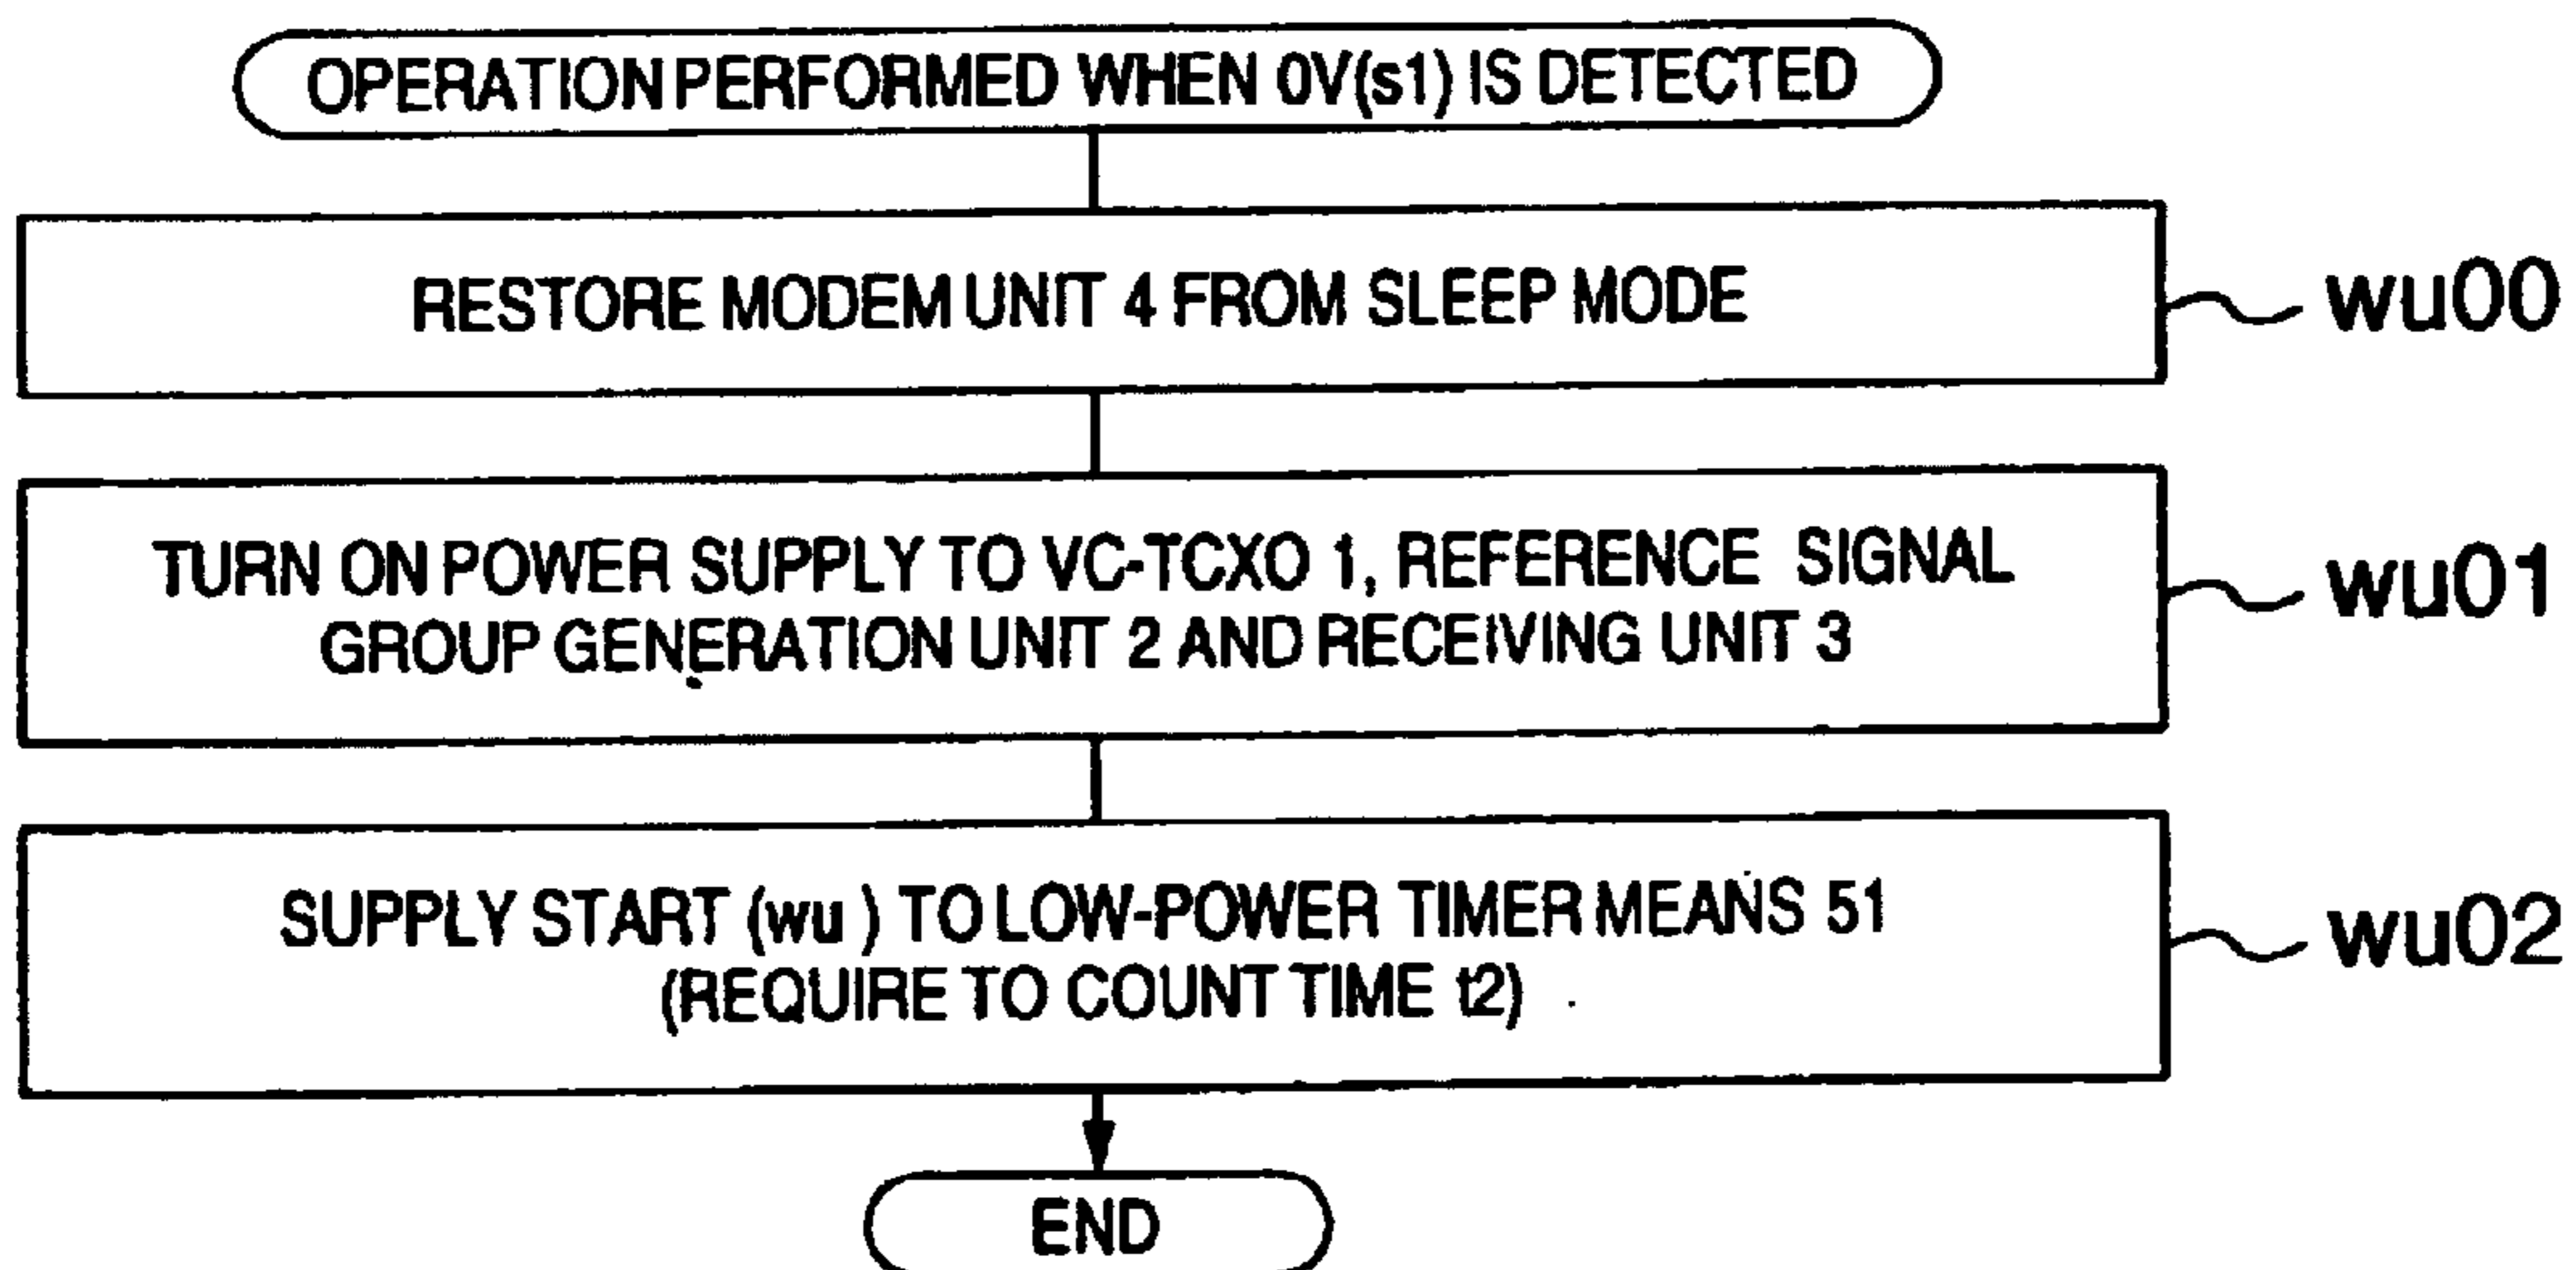 OPERATION PERFORMED WHEN 0V(s1) IS DETECTED
RESTORE MODEM UNIT 4 FROM SLEEP MODE
wu00
TURN ON POWER SUPPLY TO VC-TCXO 1, REFERENCE SIGNAL
GROUP GENERATION UNIT 2 AND RECEIVING UNIT 3
wu01
SUPPLY START (wu ) TO LOW-POWER TIMER MEANS 51
(REQUIRE TO COUNT TIME t2)
wu02
END